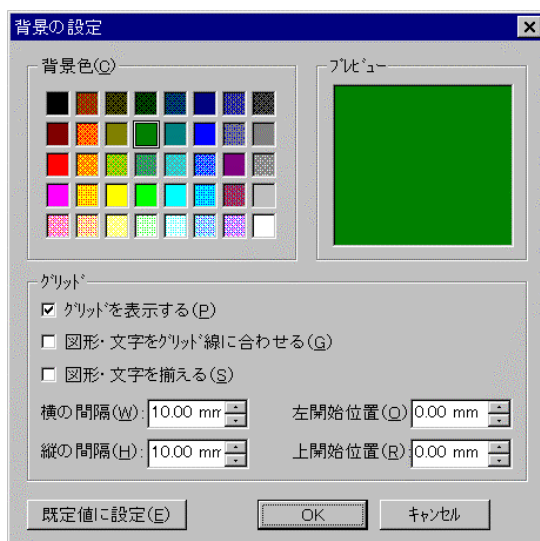 背景の設定
背景色(C)
ﾌﾟﾚﾋﾞｭｰ
ｸﾞﾘｯﾄﾞ
ｸﾞﾘｯﾄﾞを表示する(P)
図形・文字をｸﾞﾘｯﾄﾞ線に合わせる(G)
図形・文字を揃える(S)
横の間隔(W): 10.00 mm 左開始位置(O) 0.00 mm
縦の間隔(H): 10.00 mm 上開始位置(R): 0.00 mm
既定値に設定(E) OK ｷｬﾝｾﾙ